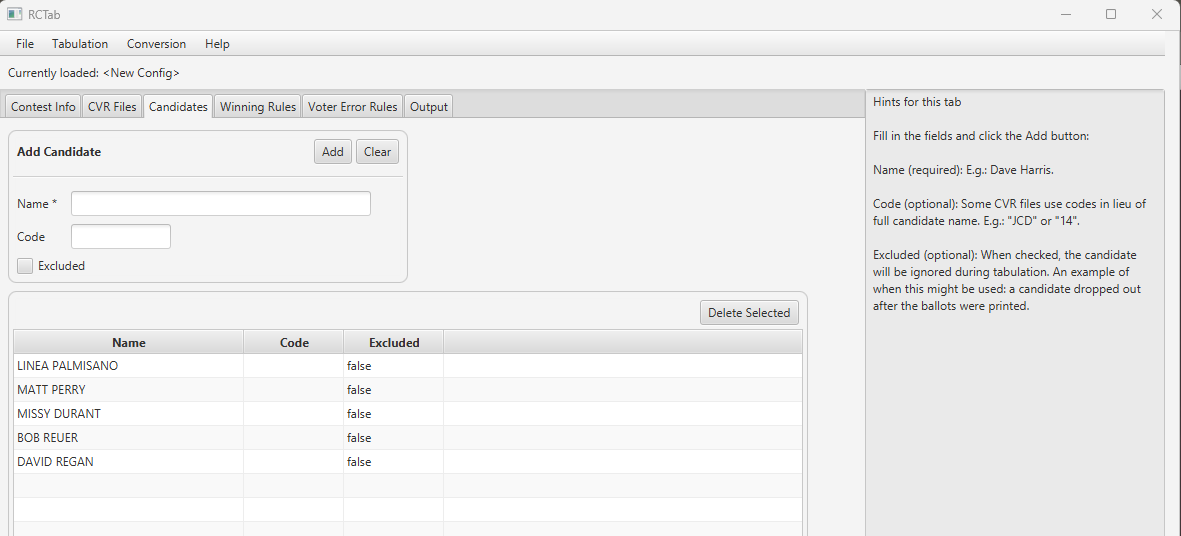 RCTab
File Tabulation Conversion Help
Currently loaded: <New Config>
Contest Info CVR Files Candidates Winning Rules Voter Error Rules Output
Add Candidate Add Clear
Name *
Code
Excluded
Delete Selected
Name Code Excluded
LINEA PALMISANO false
MATT PERRY false
MISSY DURANT false
BOB REUER false
DAVID REGAN false
Hints for this tab
Fill in the fields and click the Add button:
Name (required): E.g.: Dave Harris.
Code (optional): Some CVR files use codes in lieu of
full candidate name. E.g.: "JCD" or "14".
Excluded (optional): When checked, the candidate
will be ignored during tabulation. An example of
when this might be used: a candidate dropped out
after the ballots were printed.